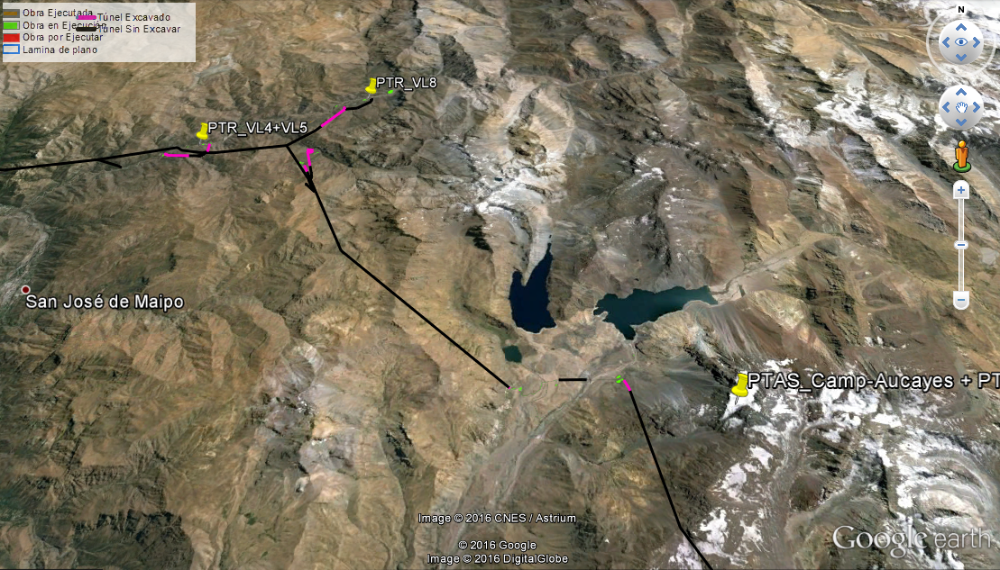 Obra Ejecutada
Túnel Excavado
Obra en Ejecución
Túnel Sin Excavar
Obra por Ejecutar
Lamina de plano
N
PTR_VL8
PTR_VL4+VL5
San José de Maipo
PTAS_Camp-Aucayes + PT
Image © 2016 CNES / Astrium
© 2016 Google
Image © 2016 DigitalGlobe
Google earth